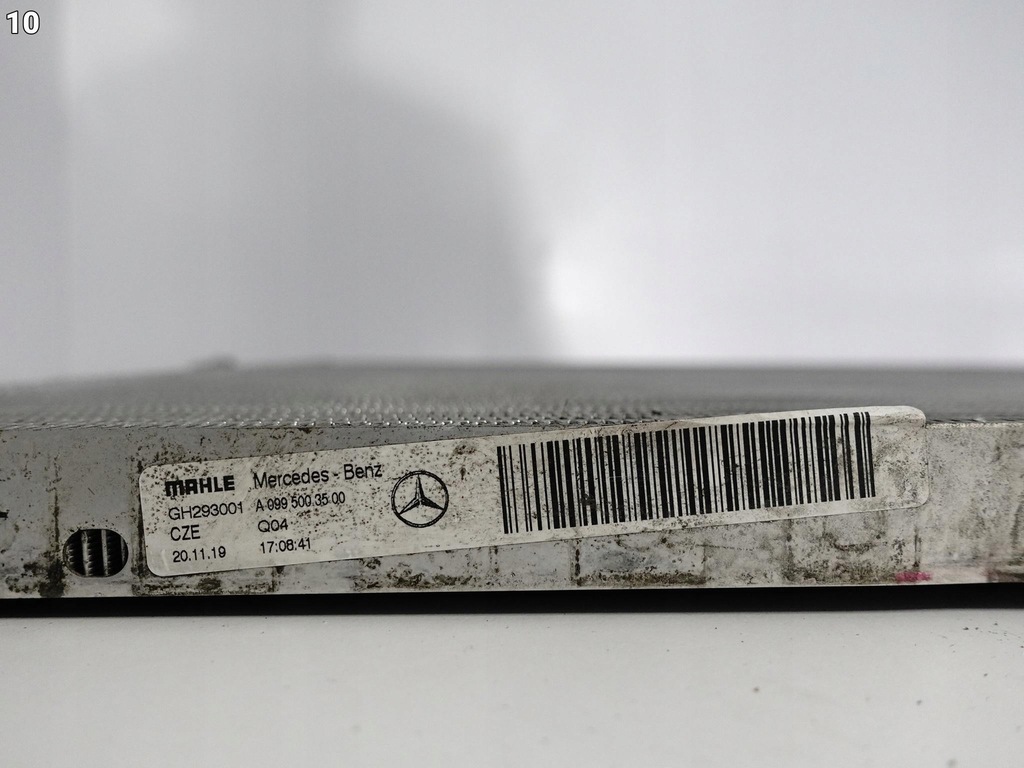 10
MAHLE Mercedes-Benz
GH293001 A 099 500 35 00
CZE Q04
20.11.19 17:08:41